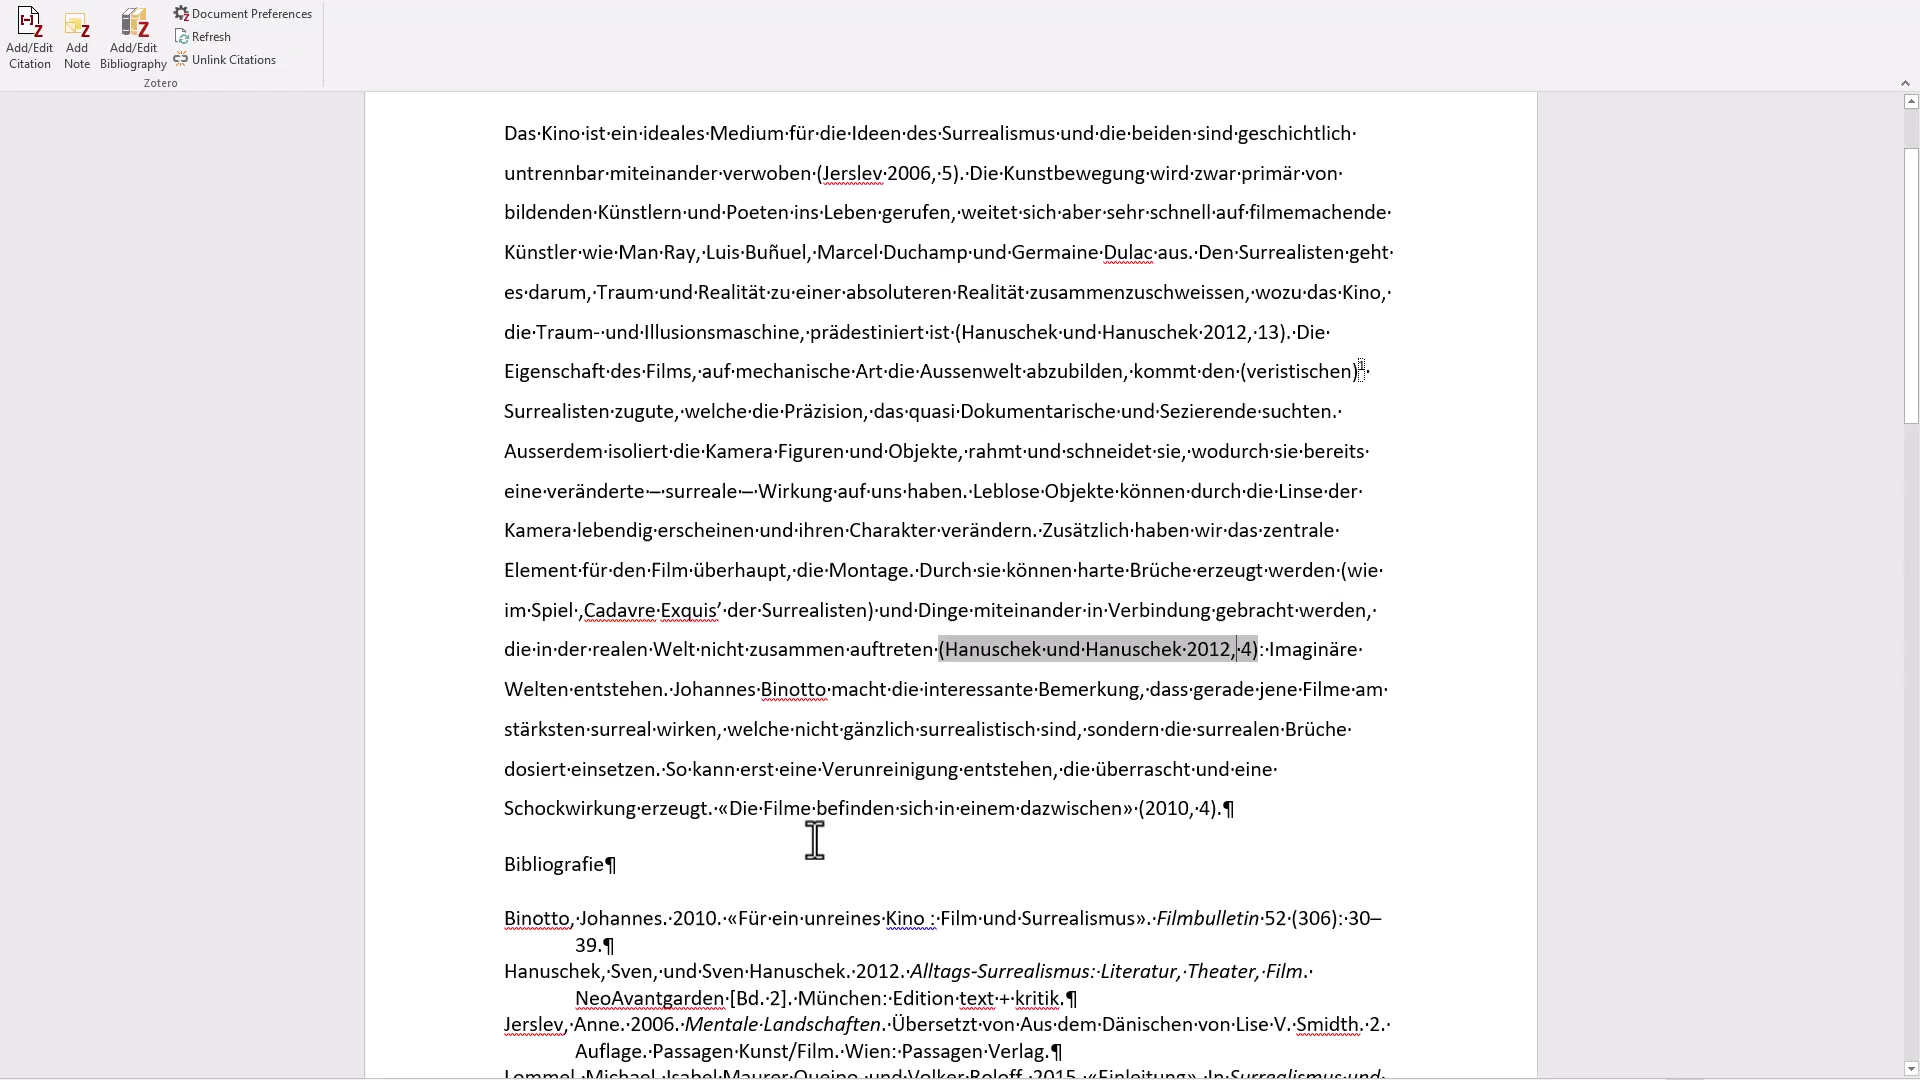 Add/Edit Citation
Add Note
Add/Edit Bibliography
Document Preferences
Refresh
Unlink Citations
Zotero
Das Kino ist ein ideales Medium für die Ideen des Surrealismus und die beiden sind geschichtlich
untrennbar miteinander verwoben (Jerslev 2006, 5). Die Kunstbewegung wird zwar primär von
bildenden Künstlern und Poeten ins Leben gerufen, weitet sich aber sehr schnell auf filmemachende
Künstler wie Man Ray, Luis Buñuel, Marcel Duchamp und Germaine Dulac aus. Den Surrealisten geht
es darum, Traum und Realität zu einer absoluteren Realität zusammenzuschweissen, wozu das Kino,
die Traum- und Illusionsmaschine, prädestiniert ist (Hanuschek und Hanuschek 2012, 13). Die
Eigenschaft des Films, auf mechanische Art die Aussenwelt abzubilden, kommt den (veristischen)1
Surrealisten zugute, welche die Präzision, das quasi Dokumentarische und Sezierende suchten.
Ausserdem isoliert die Kamera Figuren und Objekte, rahmt und schneidet sie, wodurch sie bereits
eine veränderte – surreale – Wirkung auf uns haben. Leblose Objekte können durch die Linse der
Kamera lebendig erscheinen und ihren Charakter verändern. Zusätzlich haben wir das zentrale
Element für den Film überhaupt, die Montage. Durch sie können harte Brüche erzeugt werden (wie
im Spiel ‚Cadavre Exquis’ der Surrealisten) und Dinge miteinander in Verbindung gebracht werden,
die in der realen Welt nicht zusammen auftreten (Hanuschek und Hanuschek 2012, 4): Imaginäre
Welten entstehen. Johannes Binotto macht die interessante Bemerkung, dass gerade jene Filme am
stärksten surreal wirken, welche nicht gänzlich surrealistisch sind, sondern die surrealen Brüche
dosiert einsetzen. So kann erst eine Verunreinigung entstehen, die überrascht und eine
Schockwirkung erzeugt. «Die Filme befinden sich in einem dazwischen» (2010, 4).¶
Bibliografie¶
Binotto, Johannes. 2010. «Für ein unreines Kino : Film und Surrealismus». Filmbulletin 52 (306): 30–
39.¶
Hanuschek, Sven, und Sven Hanuschek. 2012. Alltags-Surrealismus: Literatur, Theater, Film.
NeoAvantgarden [Bd. 2]. München: Edition text + kritik.¶
Jerslev, Anne. 2006. Mentale Landschaften. Übersetzt von Aus dem Dänischen von Lise V. Smidth. 2.
Auflage. Passagen Kunst/Film. Wien: Passagen Verlag.¶
Lommel, Michael, Isabel Maurer Queipo, und Volker Roloff. 2015. «Einleitung». In Surrealismus und